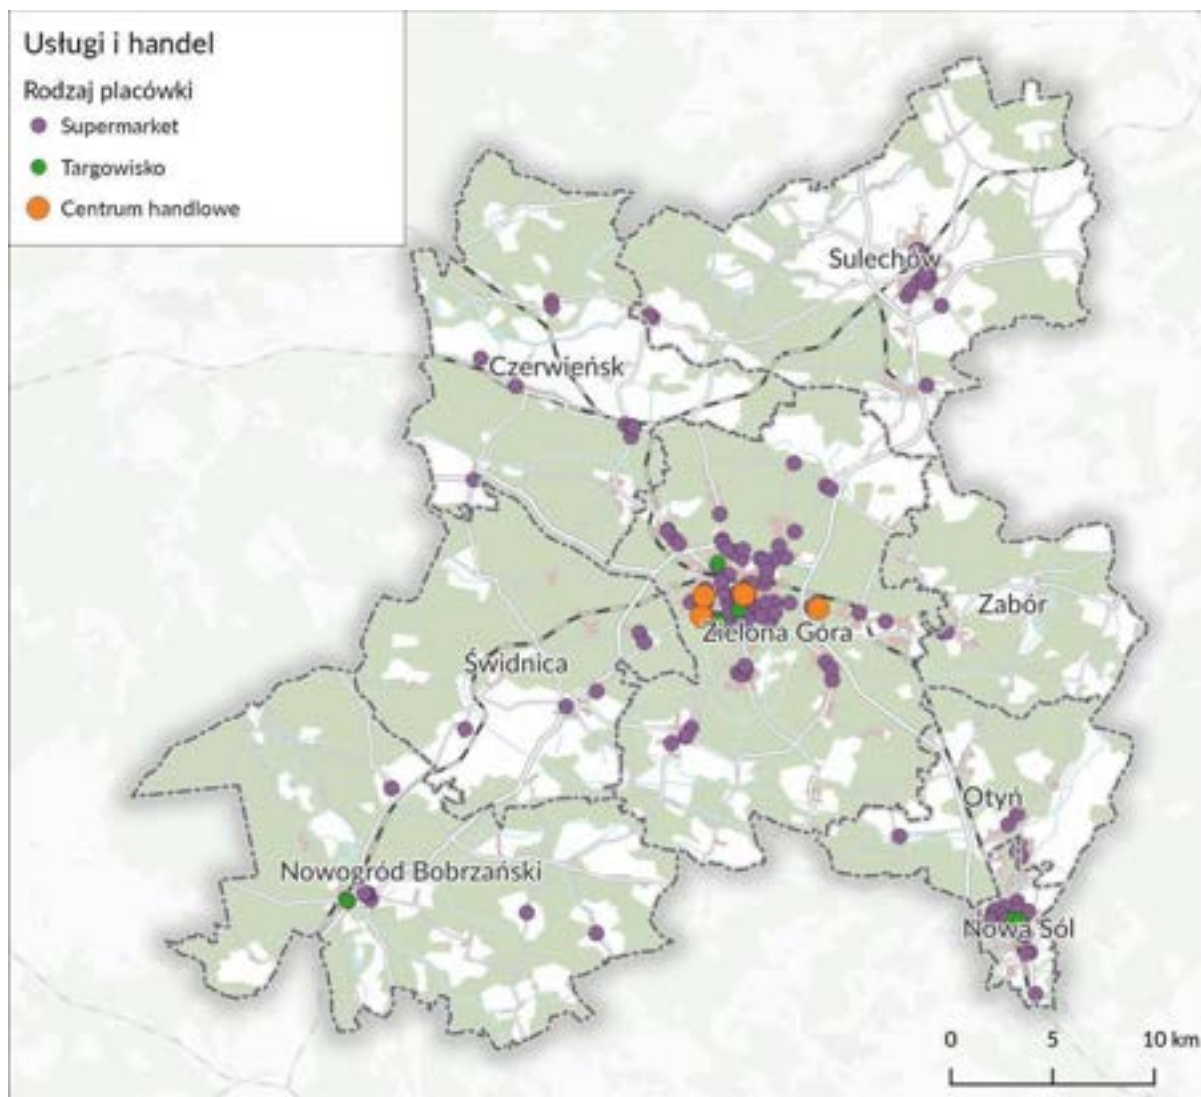 Usługi i handel
Rodzaj placówki
Supermarket
Targowisko
Centrum handlowe
Sulechów
Czerwieńsk
Zabór
Zielona Góra
Świdnica
Otyń
Nowogród Bobrzański
Nowa Sól
0 5 10 km